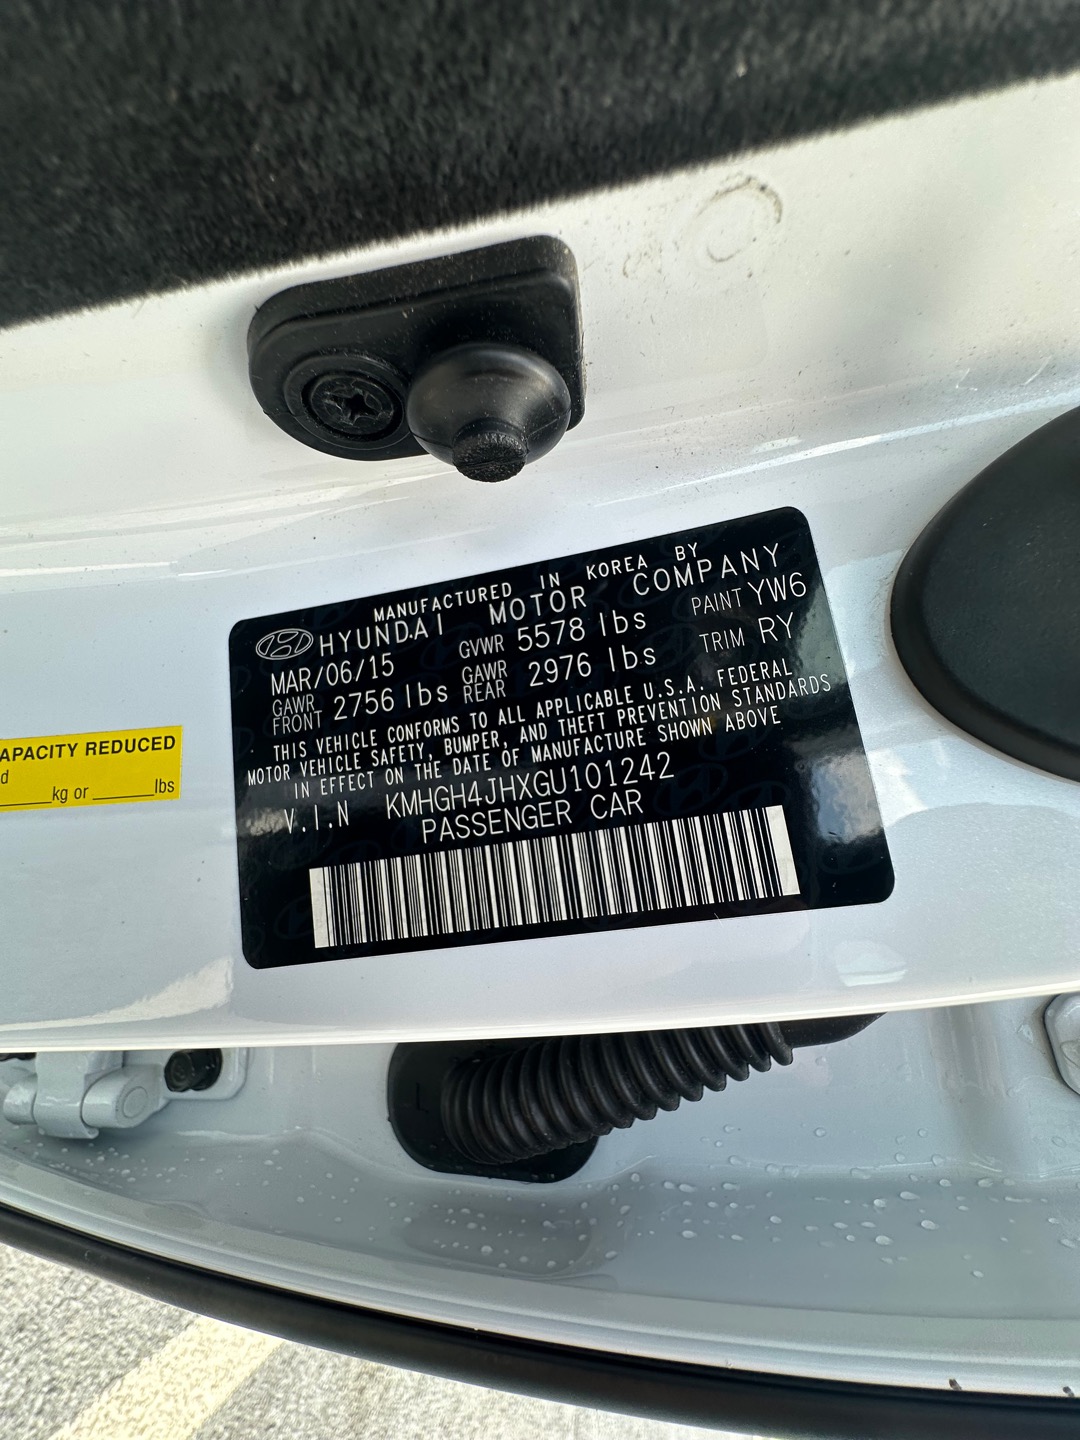 MANUFACTURED IN KOREA BY
HYUNDAI MOTOR COMPANY
MAR/06/15 GVWR 5578 lbs PAINT YW6
GAWR FRONT 2756 lbs GAWR REAR 2976 lbs TRIM RY
THIS VEHICLE CONFORMS TO ALL APPLICABLE U.S.A. FEDERAL
MOTOR VEHICLE SAFETY, BUMPER, AND THEFT PREVENTION STANDARDS
IN EFFECT ON THE DATE OF MANUFACTURE SHOWN ABOVE
V.I.N KMHGH4JHXGU101242
PASSENGER CAR
APACITY REDUCED
d
kg or lbs